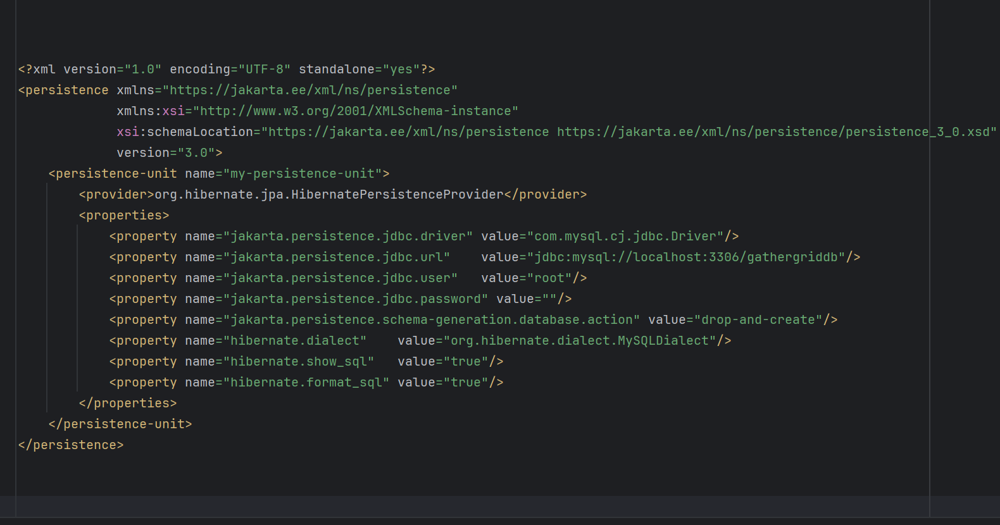 <?xml version="1.0" encoding="UTF-8" standalone="yes"?>
<persistence xmlns="https://jakarta.ee/xml/ns/persistence"
             xmlns:xsi="http://www.w3.org/2001/XMLSchema-instance"
             xsi:schemaLocation="https://jakarta.ee/xml/ns/persistence https://jakarta.ee/xml/ns/persistence/persistence_3_0.xsd"
             version="3.0">
    <persistence-unit name="my-persistence-unit">
        <provider>org.hibernate.jpa.HibernatePersistenceProvider</provider>
        <properties>
            <property name="jakarta.persistence.jdbc.driver" value="com.mysql.cj.jdbc.Driver"/>
            <property name="jakarta.persistence.jdbc.url"    value="jdbc:mysql://localhost:3306/gathergriddb"/>
            <property name="jakarta.persistence.jdbc.user"   value="root"/>
            <property name="jakarta.persistence.jdbc.password" value=""/>
            <property name="jakarta.persistence.schema-generation.database.action" value="drop-and-create"/>
            <property name="hibernate.dialect"    value="org.hibernate.dialect.MySQLDialect"/>
            <property name="hibernate.show_sql"   value="true"/>
            <property name="hibernate.format_sql" value="true"/>
        </properties>
    </persistence-unit>
</persistence>